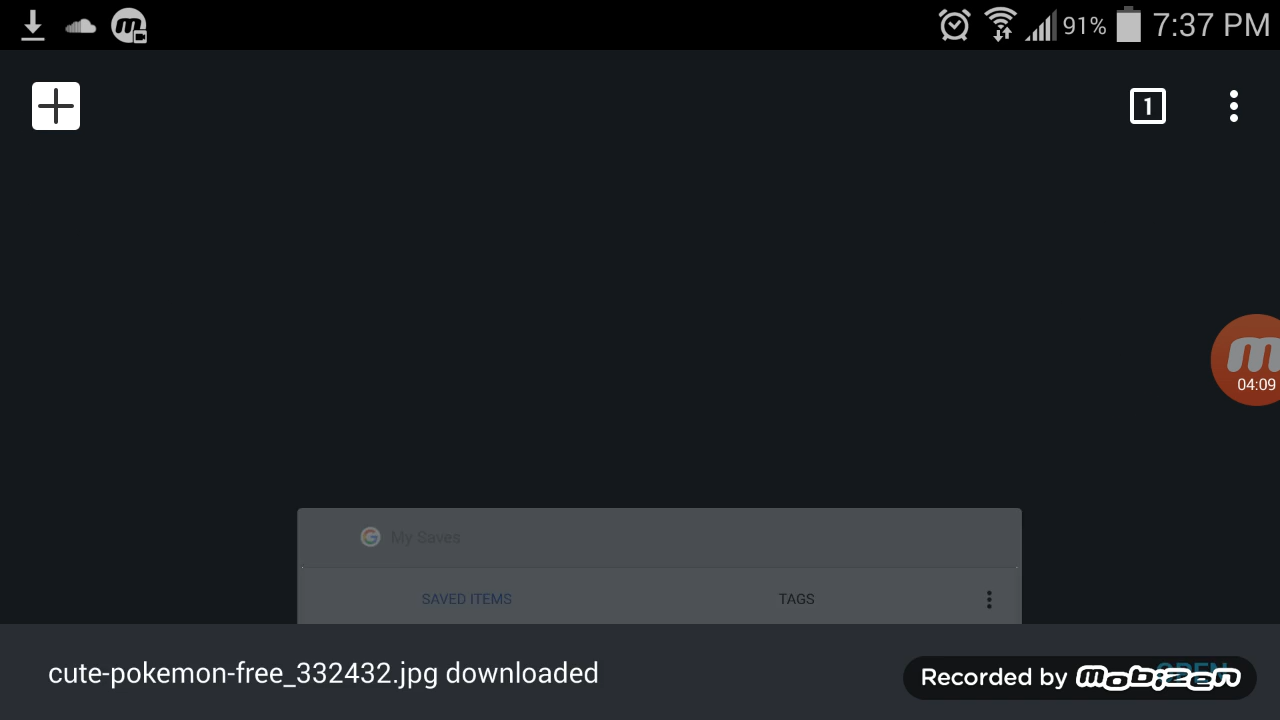 91% 7:37 PM
1
04:09
My Saves
SAVED ITEMS TAGS
cute-pokemon-free_332432.jpg downloaded
OPEN
Recorded by mobizen